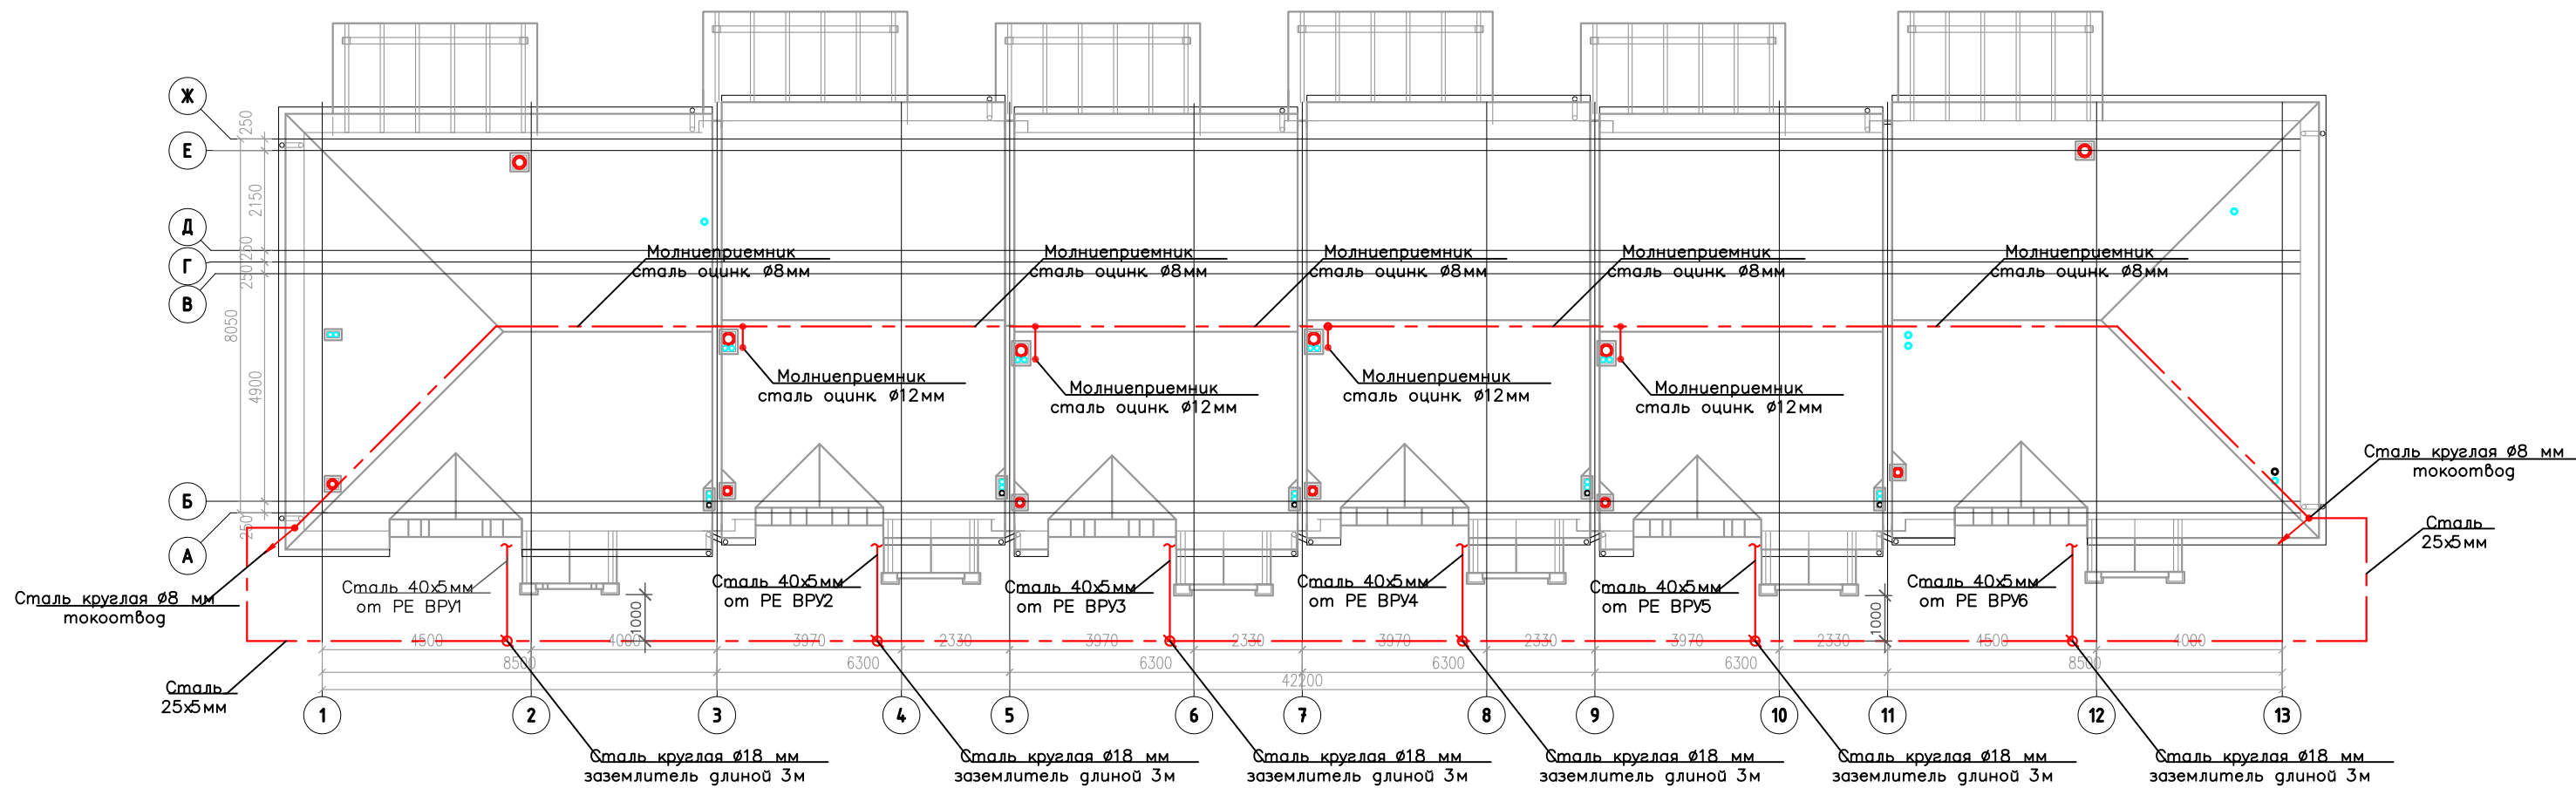 Ж
250
Е
2150
Д
250
Г
250
В
8050
4900
Б
250
А
Молниеприемник
сталь оцинк. Ø8мм
Молниеприемник
сталь оцинк. Ø8мм
Молниеприемник
сталь оцинк. Ø8мм
Молниеприемник
сталь оцинк. Ø8мм
Молниеприемник
сталь оцинк. Ø8мм
Молниеприемник
сталь оцинк. Ø12мм
Молниеприемник
сталь оцинк. Ø12мм
Молниеприемник
сталь оцинк. Ø12мм
Молниеприемник
сталь оцинк. Ø12мм
Сталь круглая Ø8 мм
токоотвод
Сталь
25х5мм
Сталь круглая Ø8 мм
токоотвод
Сталь 40х5мм
от РЕ ВРУ1
Сталь 40х5мм
от РЕ ВРУ2
Сталь 40х5мм
от РЕ ВРУ3
Сталь 40х5мм
от РЕ ВРУ4
Сталь 40х5мм
от РЕ ВРУ5
Сталь 40х5мм
от РЕ ВРУ6
1000
1000
4500 4000 3970 2330 3970 2330 3970 2330 3970 2330 4500 4000
8500 6300 6300 6300 6300 8500
42200
Сталь
25х5мм
1 2 3 4 5 6 7 8 9 10 11 12 13
Сталь круглая Ø18 мм
заземлитель длиной 3м
Сталь круглая Ø18 мм
заземлитель длиной 3м
Сталь круглая Ø18 мм
заземлитель длиной 3м
Сталь круглая Ø18 мм
заземлитель длиной 3м
Сталь круглая Ø18 мм
заземлитель длиной 3м
Сталь круглая Ø18 мм
заземлитель длиной 3м